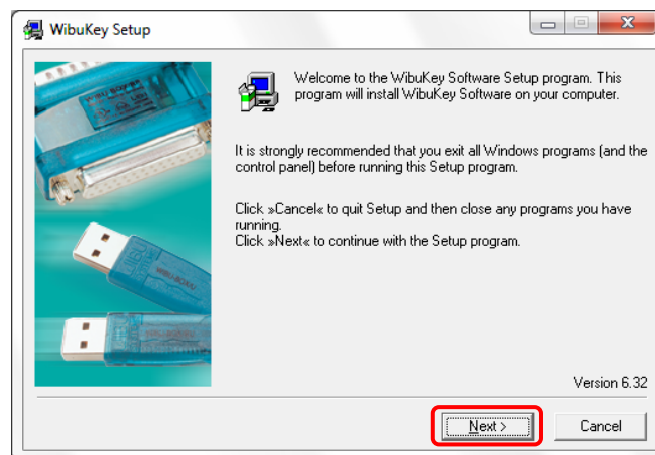 WibuKey Setup
Welcome to the WibuKey Software Setup program. This
program will install WibuKey Software on your computer.
It is strongly recommended that you exit all Windows programs (and the
control panel) before running this Setup program.
Click »Cancel« to quit Setup and then close any programs you have
running.
Click »Next« to continue with the Setup program.
Version 6.32
Next >
Cancel